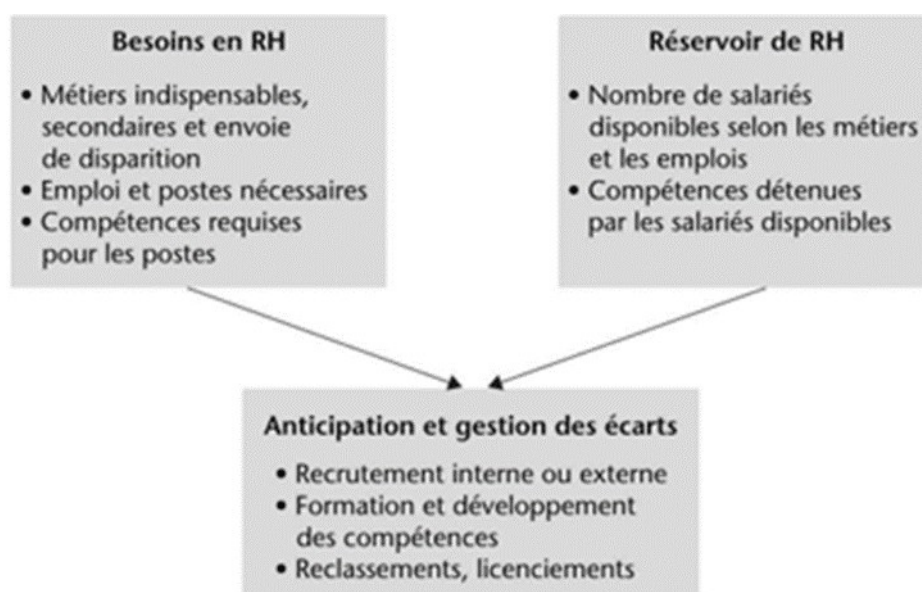 Besoins en RH
• Métiers indispensables,
secondaires et envoie
de disparition
• Emploi et postes nécessaires
• Compétences requises
pour les postes
Réservoir de RH
• Nombre de salariés
disponibles selon les métiers
et les emplois
• Compétences détenues
par les salariés disponibles
Anticipation et gestion des écarts
• Recrutement interne ou externe
• Formation et développement
des compétences
• Reclassements, licenciements